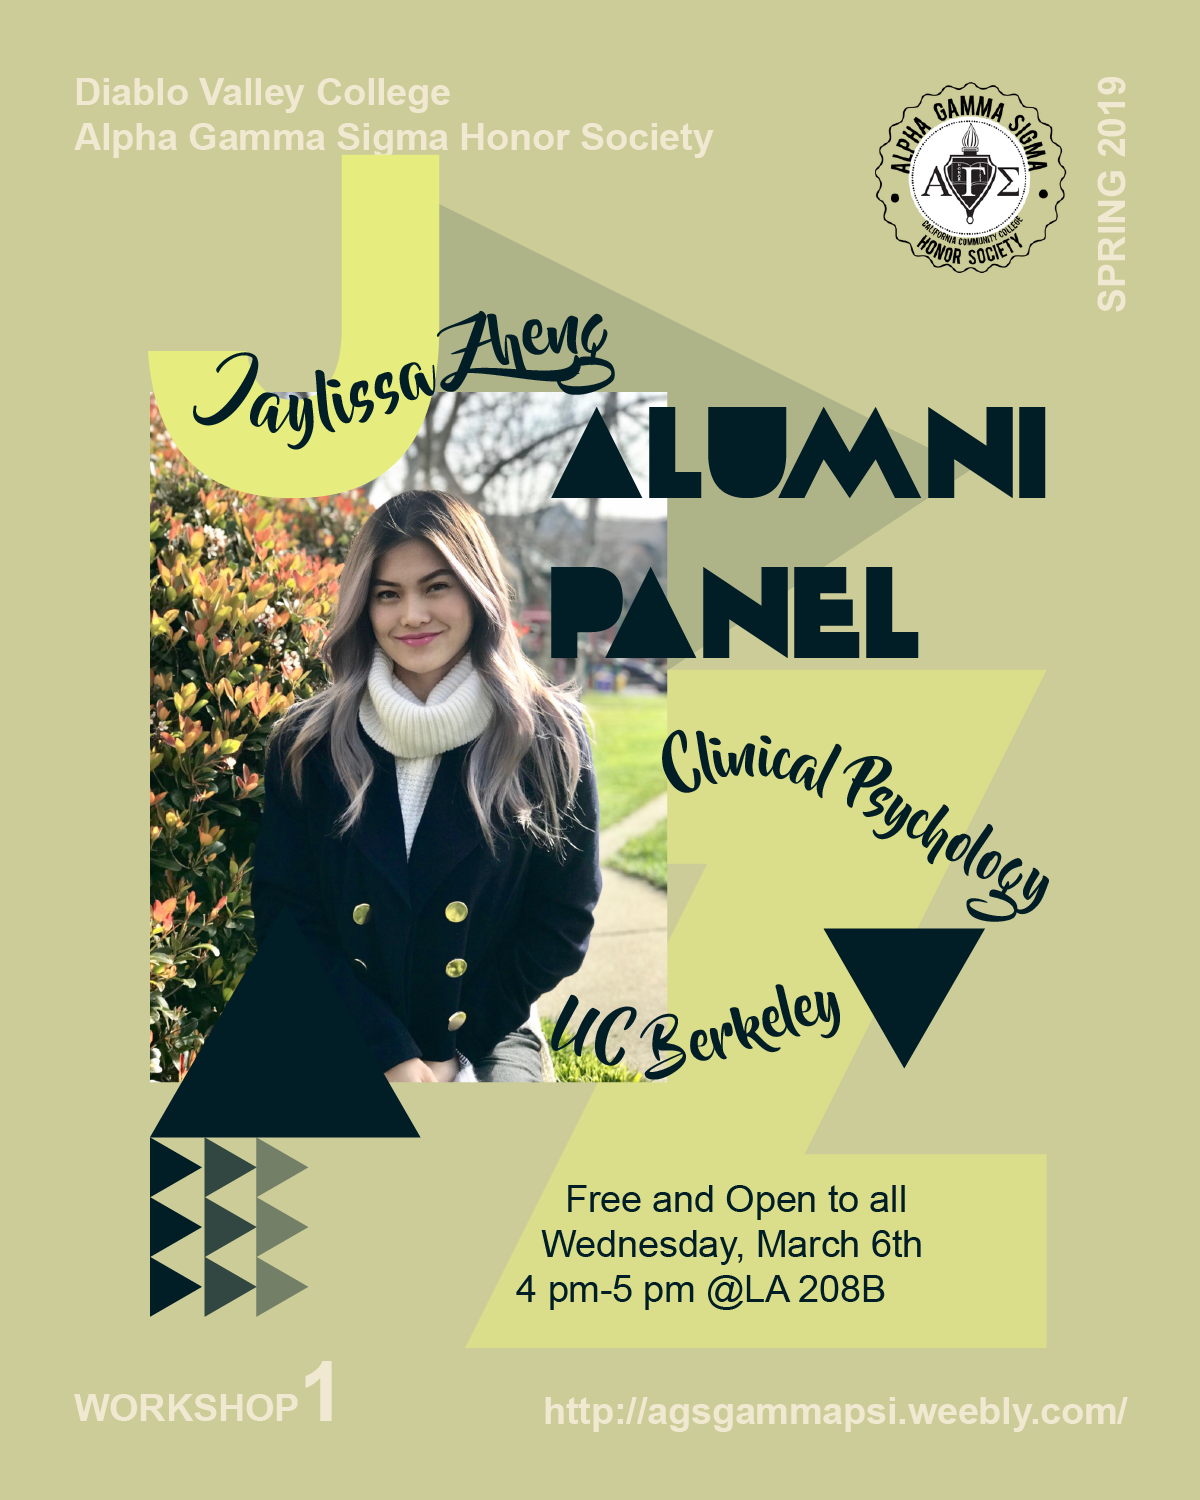 Diablo Valley College
Alpha Gamma Sigma Honor Society
SPRING 2019
ALPHA GAMMA SIGMA
ΑΓΣ
CALIFORNIA COMMUNITY COLLEGE
HONOR SOCIETY
Jaylissa Zheng
ALUMNI
PANEL
Clinical Psychology
UC Berkeley
Free and Open to all
Wednesday, March 6th
4 pm-5 pm @LA 208B
WORKSHOP 1
http://agsgammapsi.weebly.com/